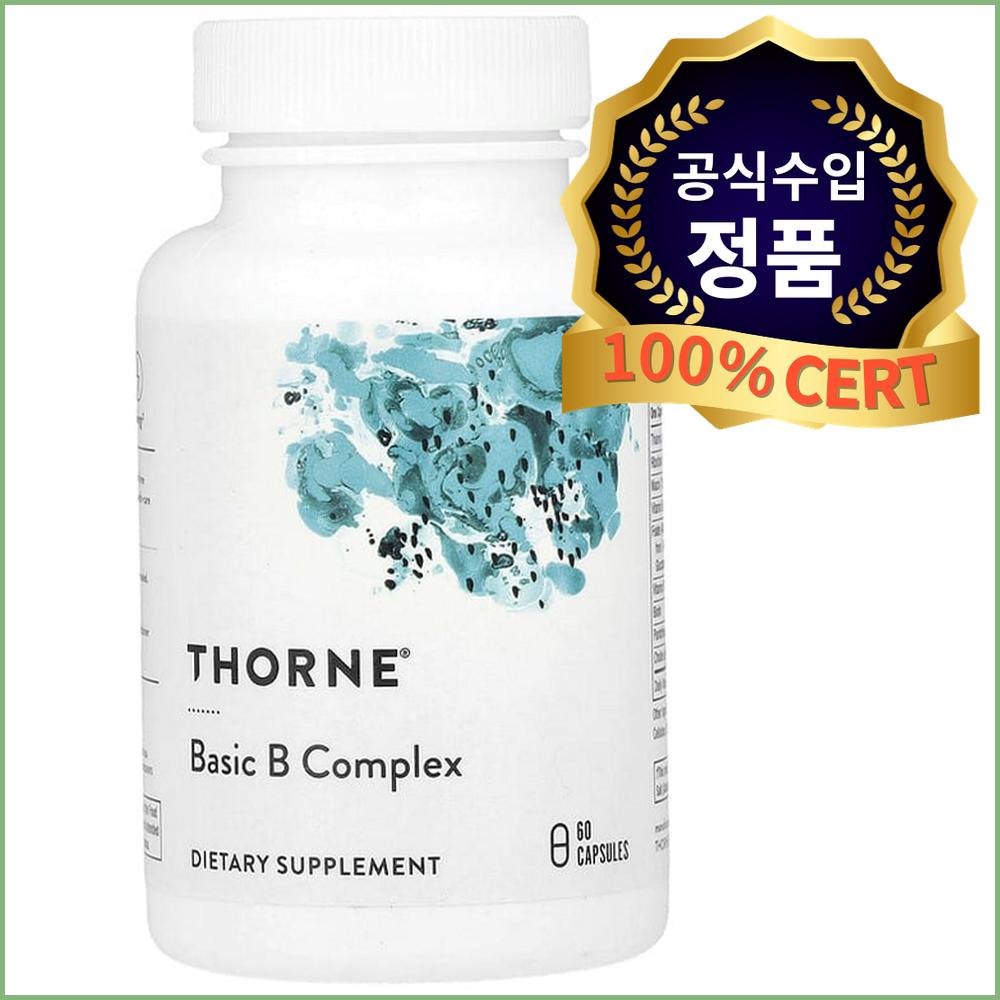 공식수입
정품
100% CERT
THORNE®
Basic B Complex
DIETARY SUPPLEMENT
60
CAPSULES